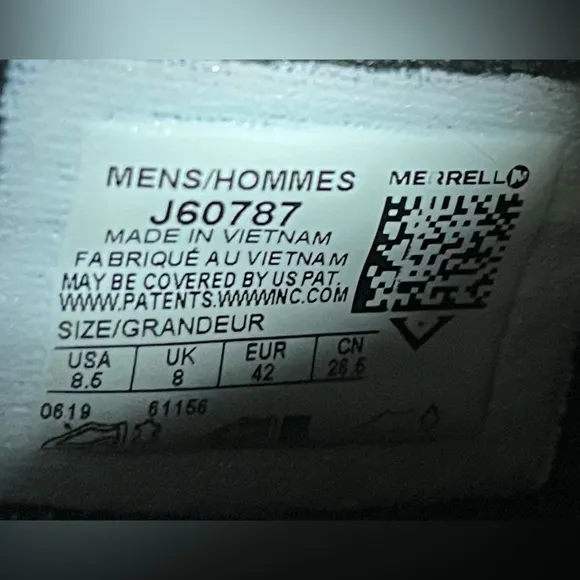 MENS/HOMMES
MERRELL
J60787
MADE IN VIETNAM
FABRIQUÉ AU VIETNAM
MAY BE COVERED BY US PAT.
WWW.PATENTS.WWWINC.COM
SIZE/GRANDEUR
USA UK EUR CN
8.5 8 42 26.5
0619 61156